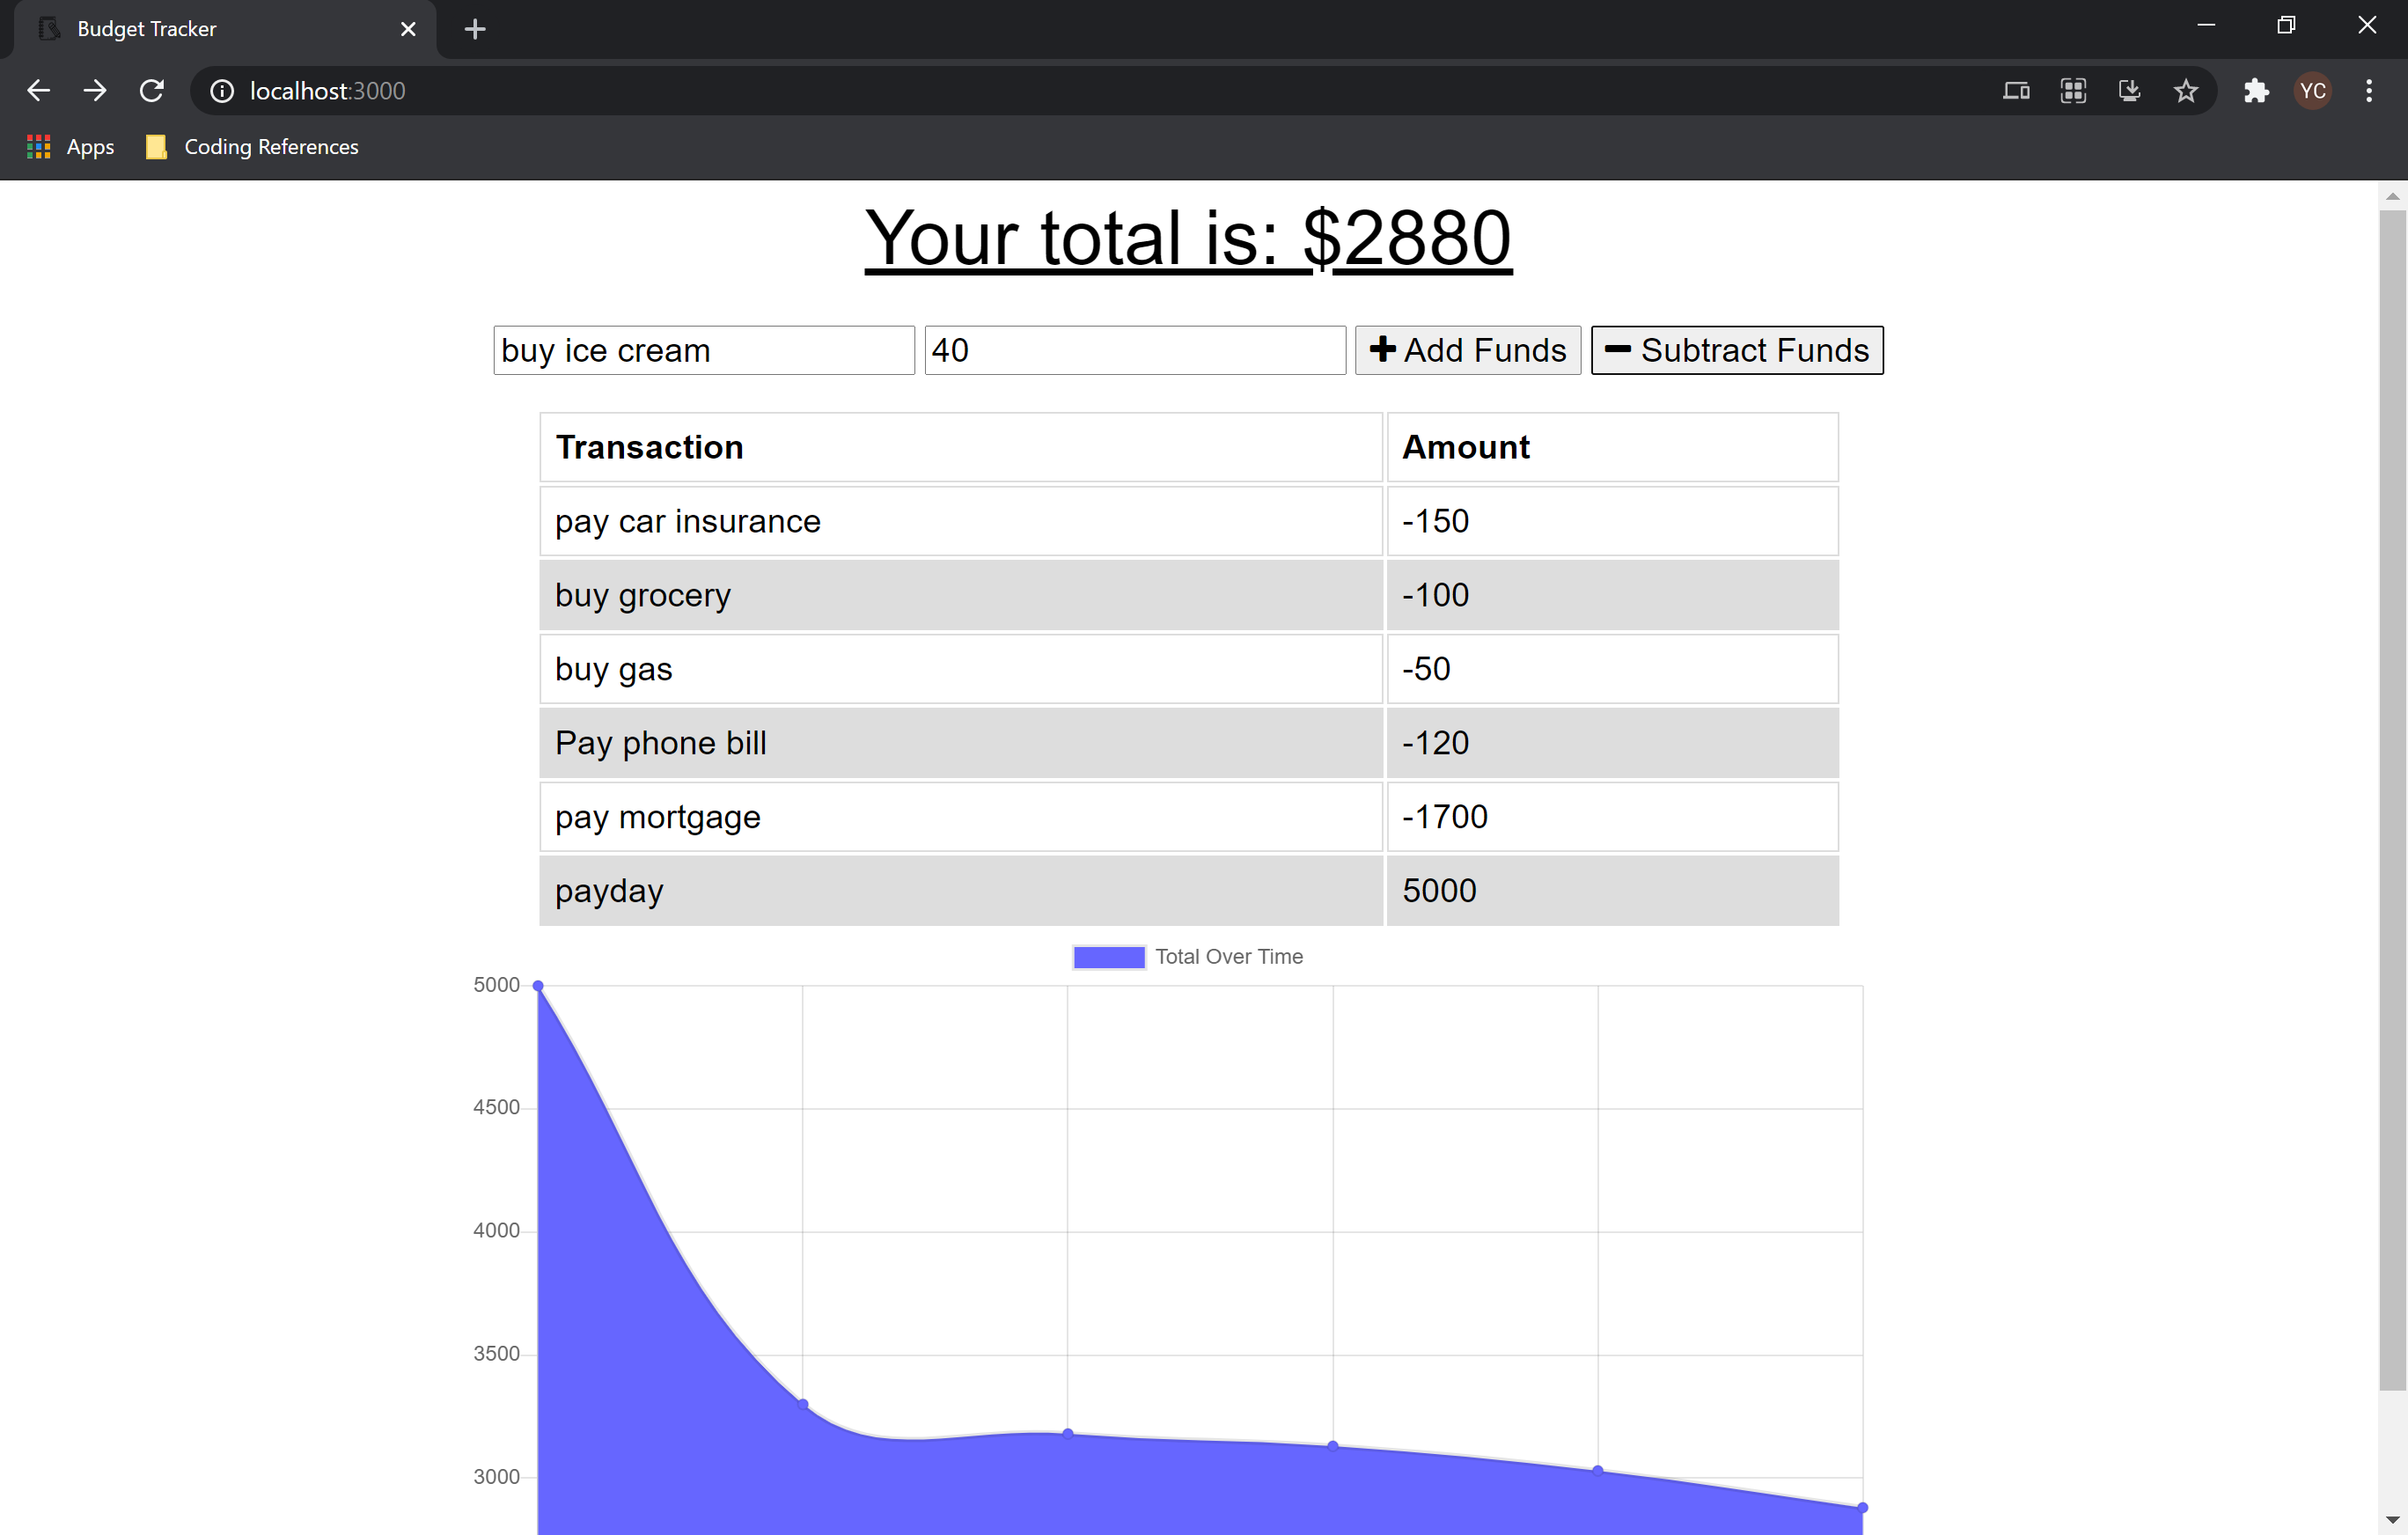 Budget Tracker
localhost:3000
YC
Apps Coding References
Your total is: $2880
buy ice cream 40 Add Funds Subtract Funds
Transaction Amount
pay car insurance -150
buy grocery -100
buy gas -50
Pay phone bill -120
pay mortgage -1700
payday 5000
Total Over Time
5000
4500
4000
3500
3000